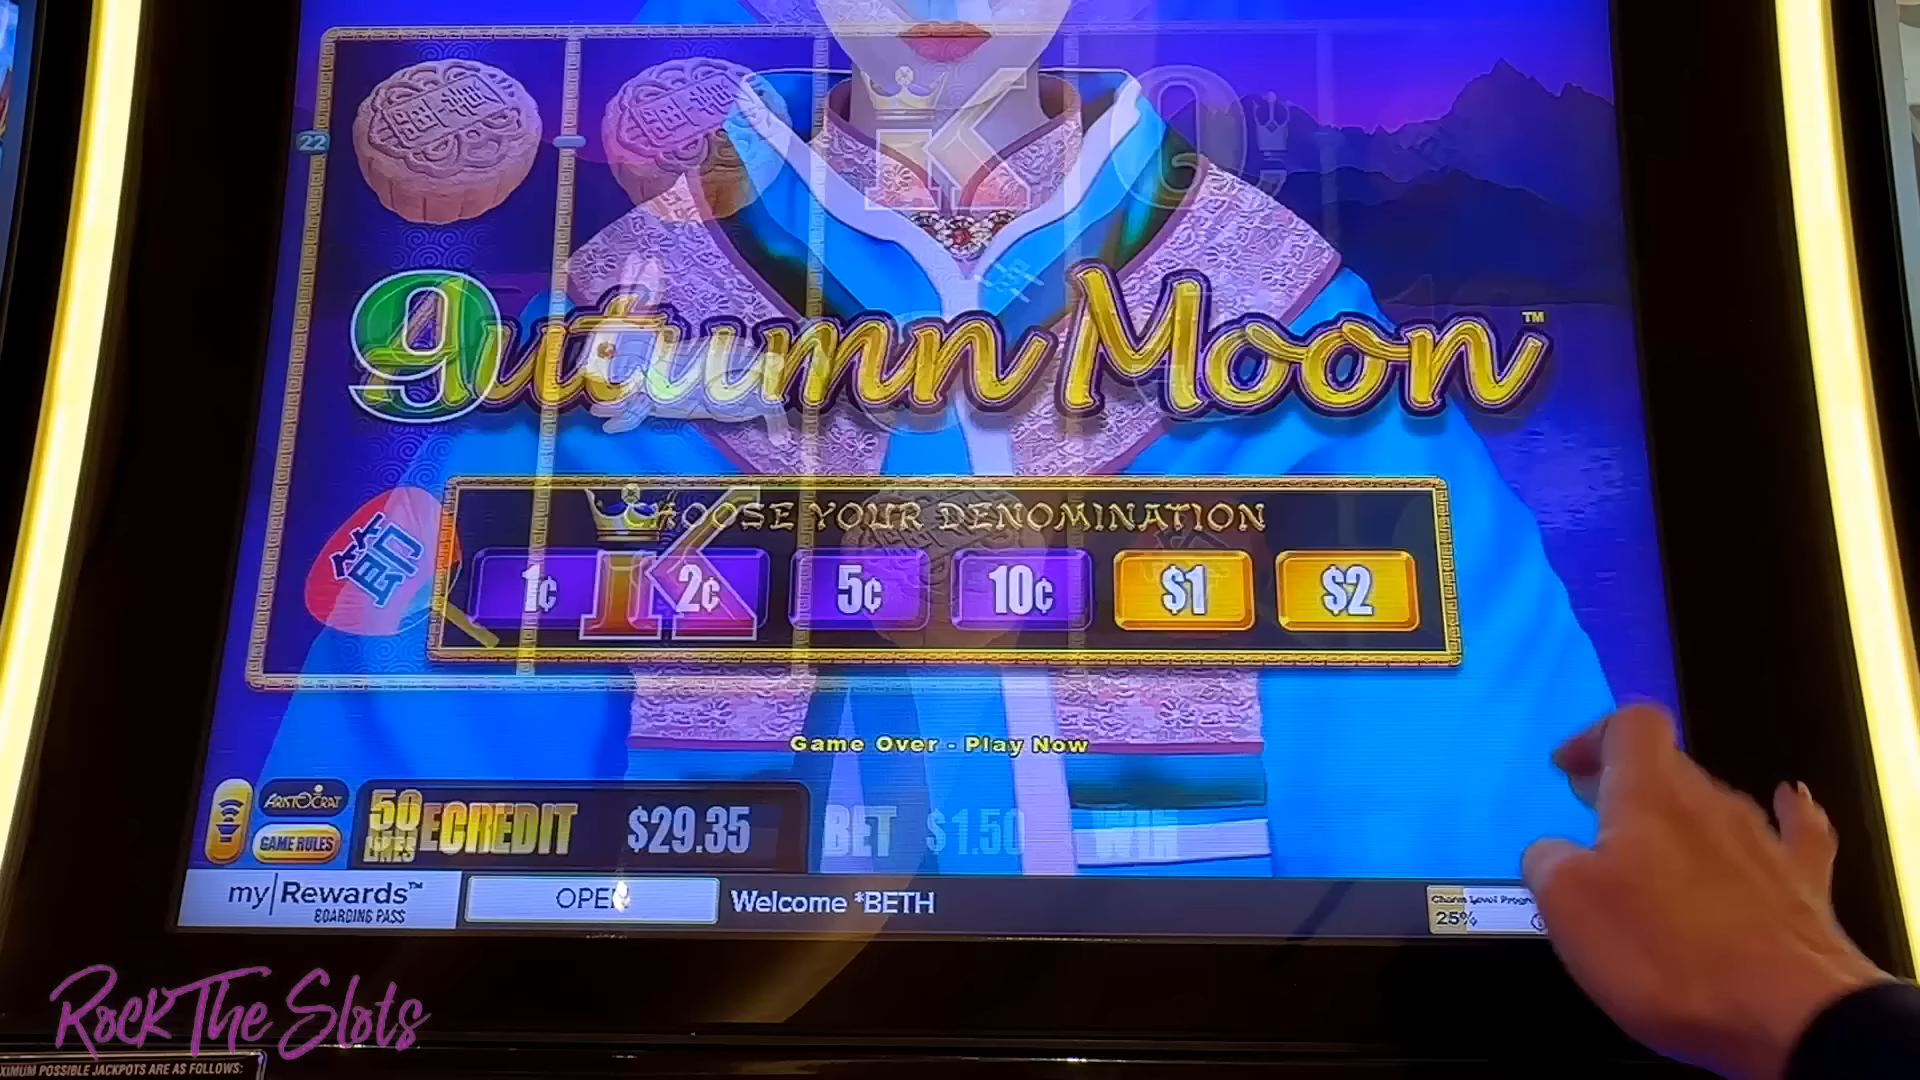 22
K
Q
9
Autumn Moon™
CHOOSE YOUR DENOMINATION
K
1¢ 2¢ 5¢ 10¢ $1 $2
Game Over - Play Now
ARISTOCRAT
GAME RULES
50 LINES
CREDIT $29.35 BET $1.50 WIN
my|Rewards™
BOARDING PASS
OPEN
Welcome *BETH
25%
Rock The Slots
XIMUM POSSIBLE JACKPOTS ARE AS FOLLOWS: